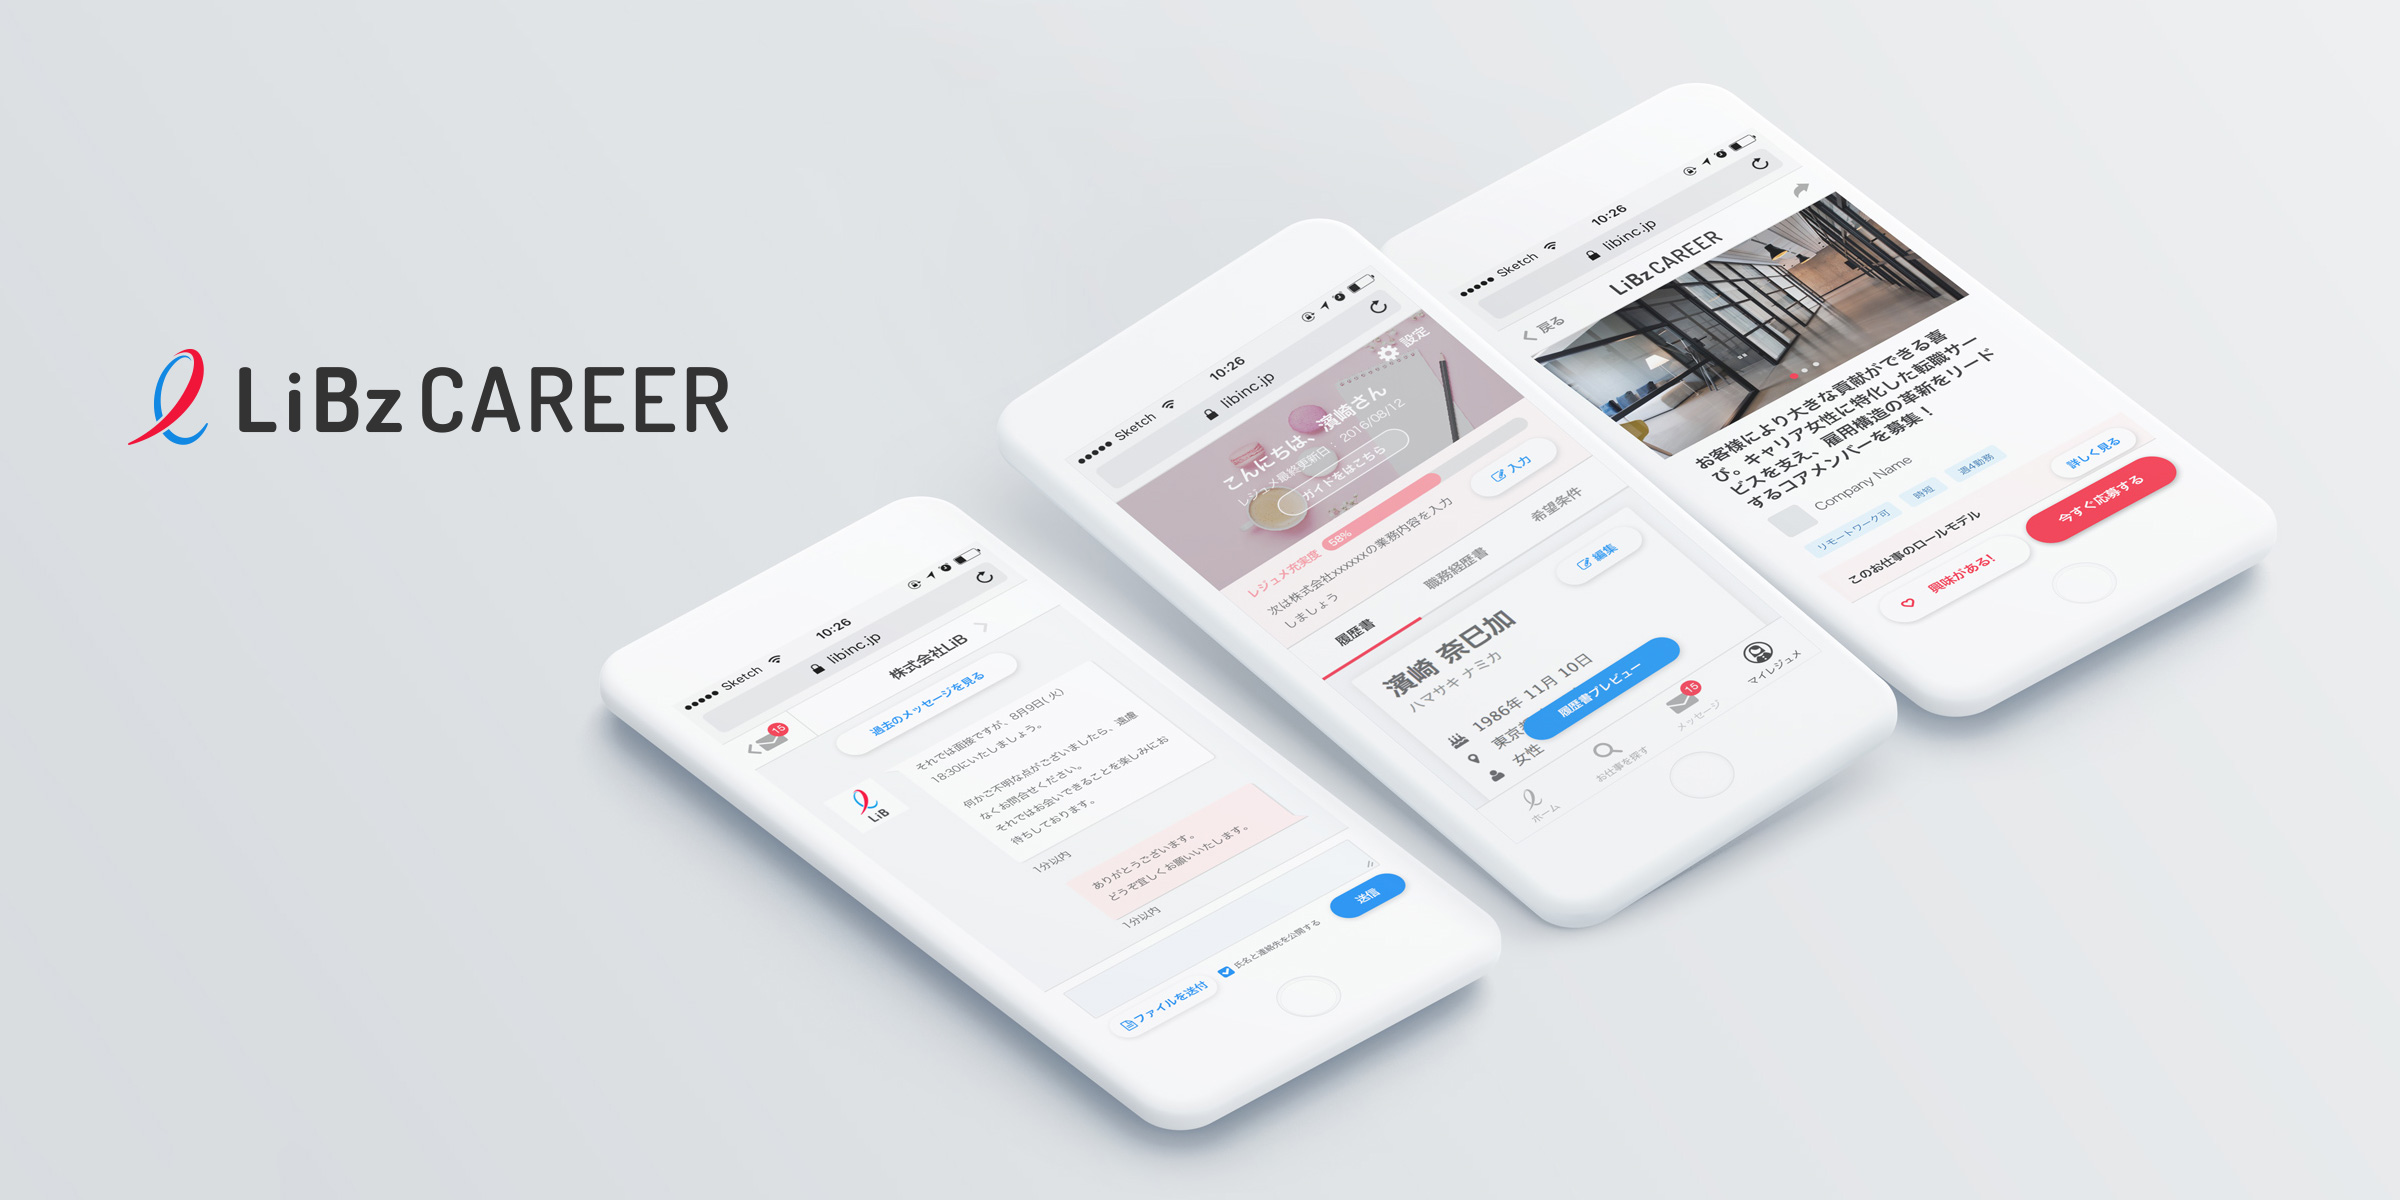 LiBz CAREER
Sketch
10:26
libinc.jp
15
株式会社LiB
過去のメッセージを見る
それでは面接ですが、8月9日(火)
18:30にいたしましょう。
何かご不明な点がございましたら、遠慮
なくお問合せください。
それではお会いできることを楽しみにお
待ちしております。
LiB
1分以内
ありがとうございます。
どうぞ宜しくお願いいたします。
1分以内
送信
氏名と連絡先を公開する
ファイルを送付
Sketch
10:26
libinc.jp
設定
こんにちは、濱崎さん
レジュメ最終更新日：2016/08/12
ガイドをはこちら
レジュメ充実度
58%
次は株式会社xxxxxxの業務内容を入力
しましょう
入力
履歴書
職務経歴書
希望条件
編集
濱崎 奈巳加
ハマサキ ナミカ
1986年 11月 10日
東京
女性
履歴書プレビュー
ホーム
お仕事を探す
15
メッセージ
マイレジュメ
Sketch
10:26
libinc.jp
戻る
LiBz CAREER
お客様により大きな貢献ができる喜
び。キャリア女性に特化した転職サー
ビスを支え、雇用構造の革新をリード
するコアメンバーを募集！
Company Name
リモートワーク可
時短
週4勤務
このお仕事のロールモデル
詳しく見る
興味がある!
今すぐ応募する